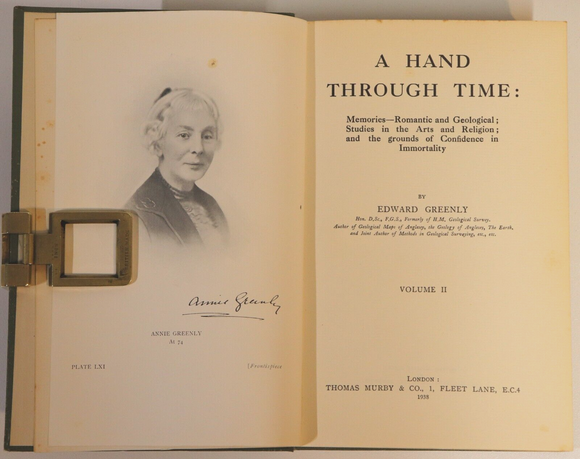 Annie Greenly
ANNIE GREENLY
At 74
PLATE LXI
[Frontispiece
A HAND
THROUGH TIME:
Memories—Romantic and Geological;
Studies in the Arts and Religion;
and the grounds of Confidence in
Immortality
BY
EDWARD GREENLY
Hon. D.Sc., F.G.S., Formerly of H.M. Geological Survey.
Author of Geological Maps of Anglesey, the Geology of Anglesey, The Earth,
and Joint Author of Methods in Geological Surveying, etc., etc.
VOLUME II
LONDON:
THOMAS MURBY & CO., 1, FLEET LANE, E.C.4
1938